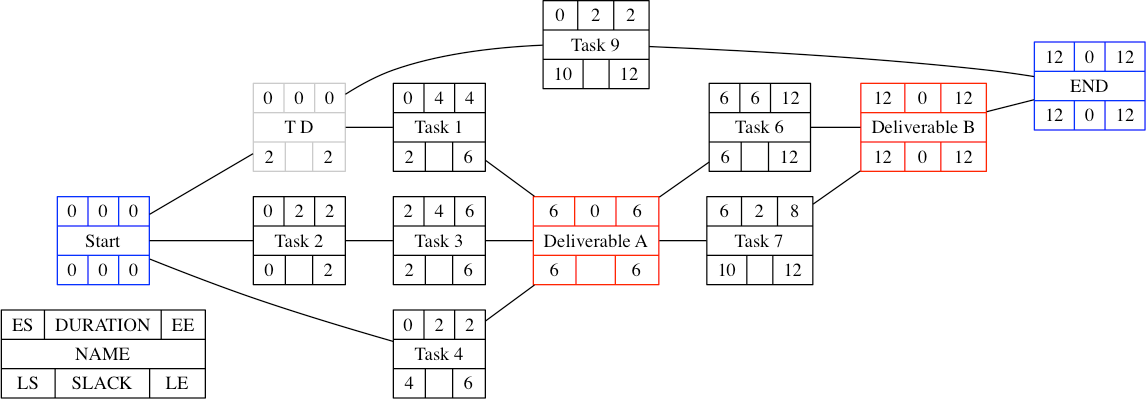 0 2 2
Task 9
10 12
12 0 12
END
12 0 12
0 0 0
T D
2 2
0 4 4
Task 1
2 6
6 6 12
Task 6
6 12
12 0 12
Deliverable B
12 0 12
0 0 0
Start
0 0 0
0 2 2
Task 2
0 2
2 4 6
Task 3
2 6
6 0 6
Deliverable A
6 6
6 2 8
Task 7
10 12
0 2 2
Task 4
4 6
ES DURATION EE
NAME
LS SLACK LE